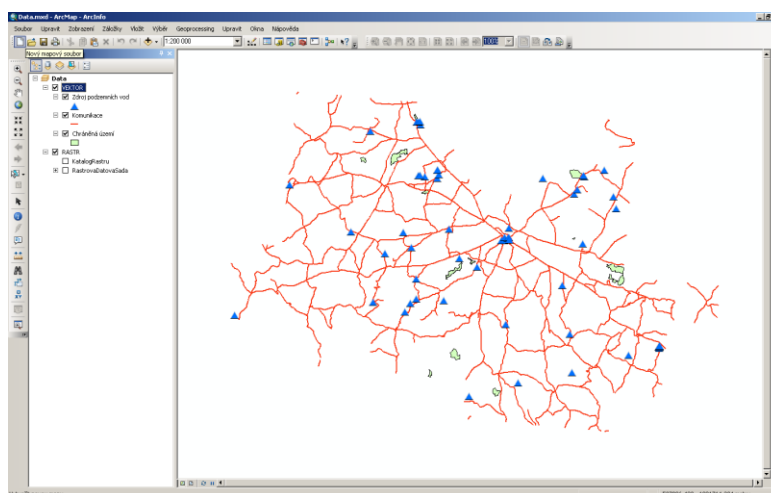 Data.mxd - ArcMap - ArcInfo
Soubor Upravit Zobrazení Záložky Vložit Výběr Geoprocessing Upravit Okna Nápověda
1:200 000
100%
Nový mapový soubor
Data
VEKTOR
Zdroj podzemních vod
Komunikace
Chráněná území
RASTR
KatalogRastru
RastrovaDatovaSada